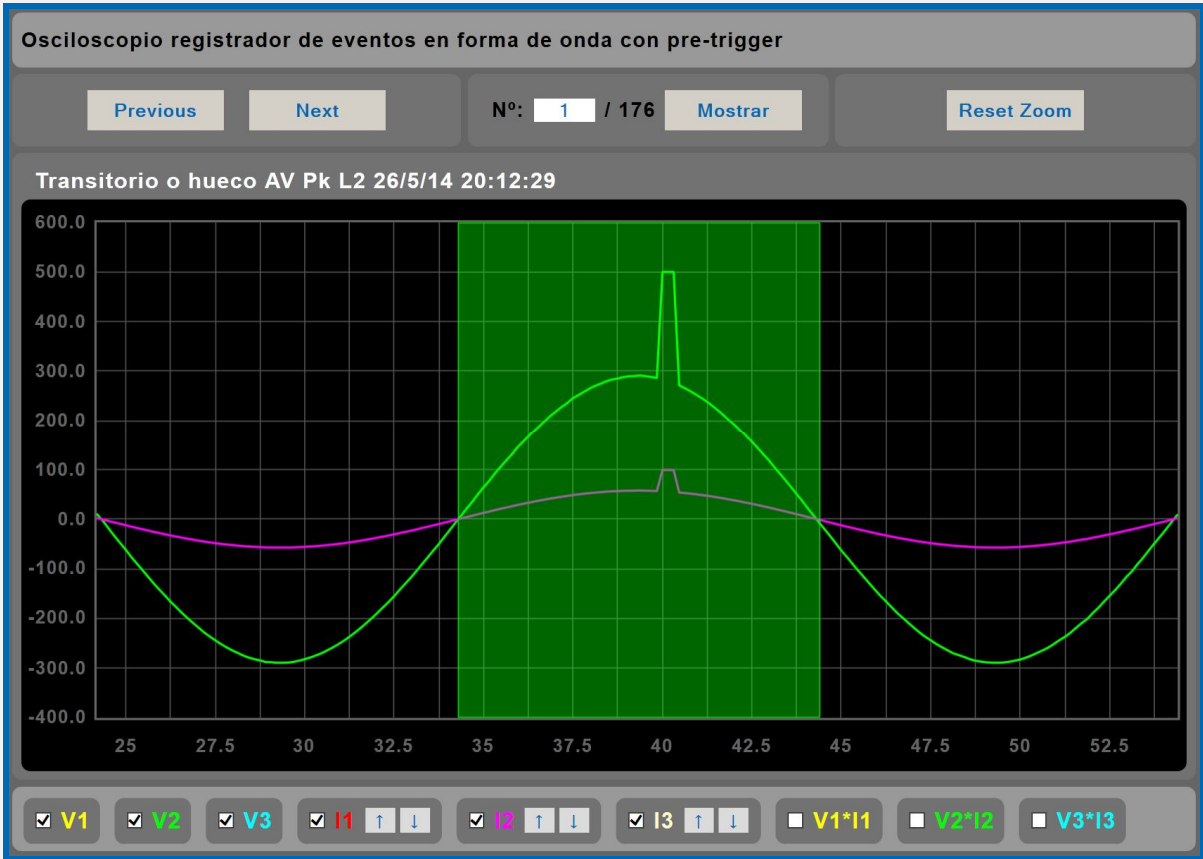 Osciloscopio registrador de eventos en forma de onda con pre-trigger
Previous Next Nº: 1 / 176 Mostrar Reset Zoom
Transitorio o hueco AV Pk L2 26/5/14 20:12:29
600.0
500.0
400.0
300.0
200.0
100.0
0.0
-100.0
-200.0
-300.0
-400.0
25 27.5 30 32.5 35 37.5 40 42.5 45 47.5 50 52.5
V1 V2 V3 I1 ↑ ↓ I2 ↑ ↓ I3 ↑ ↓ V1*I1 V2*I2 V3*I3